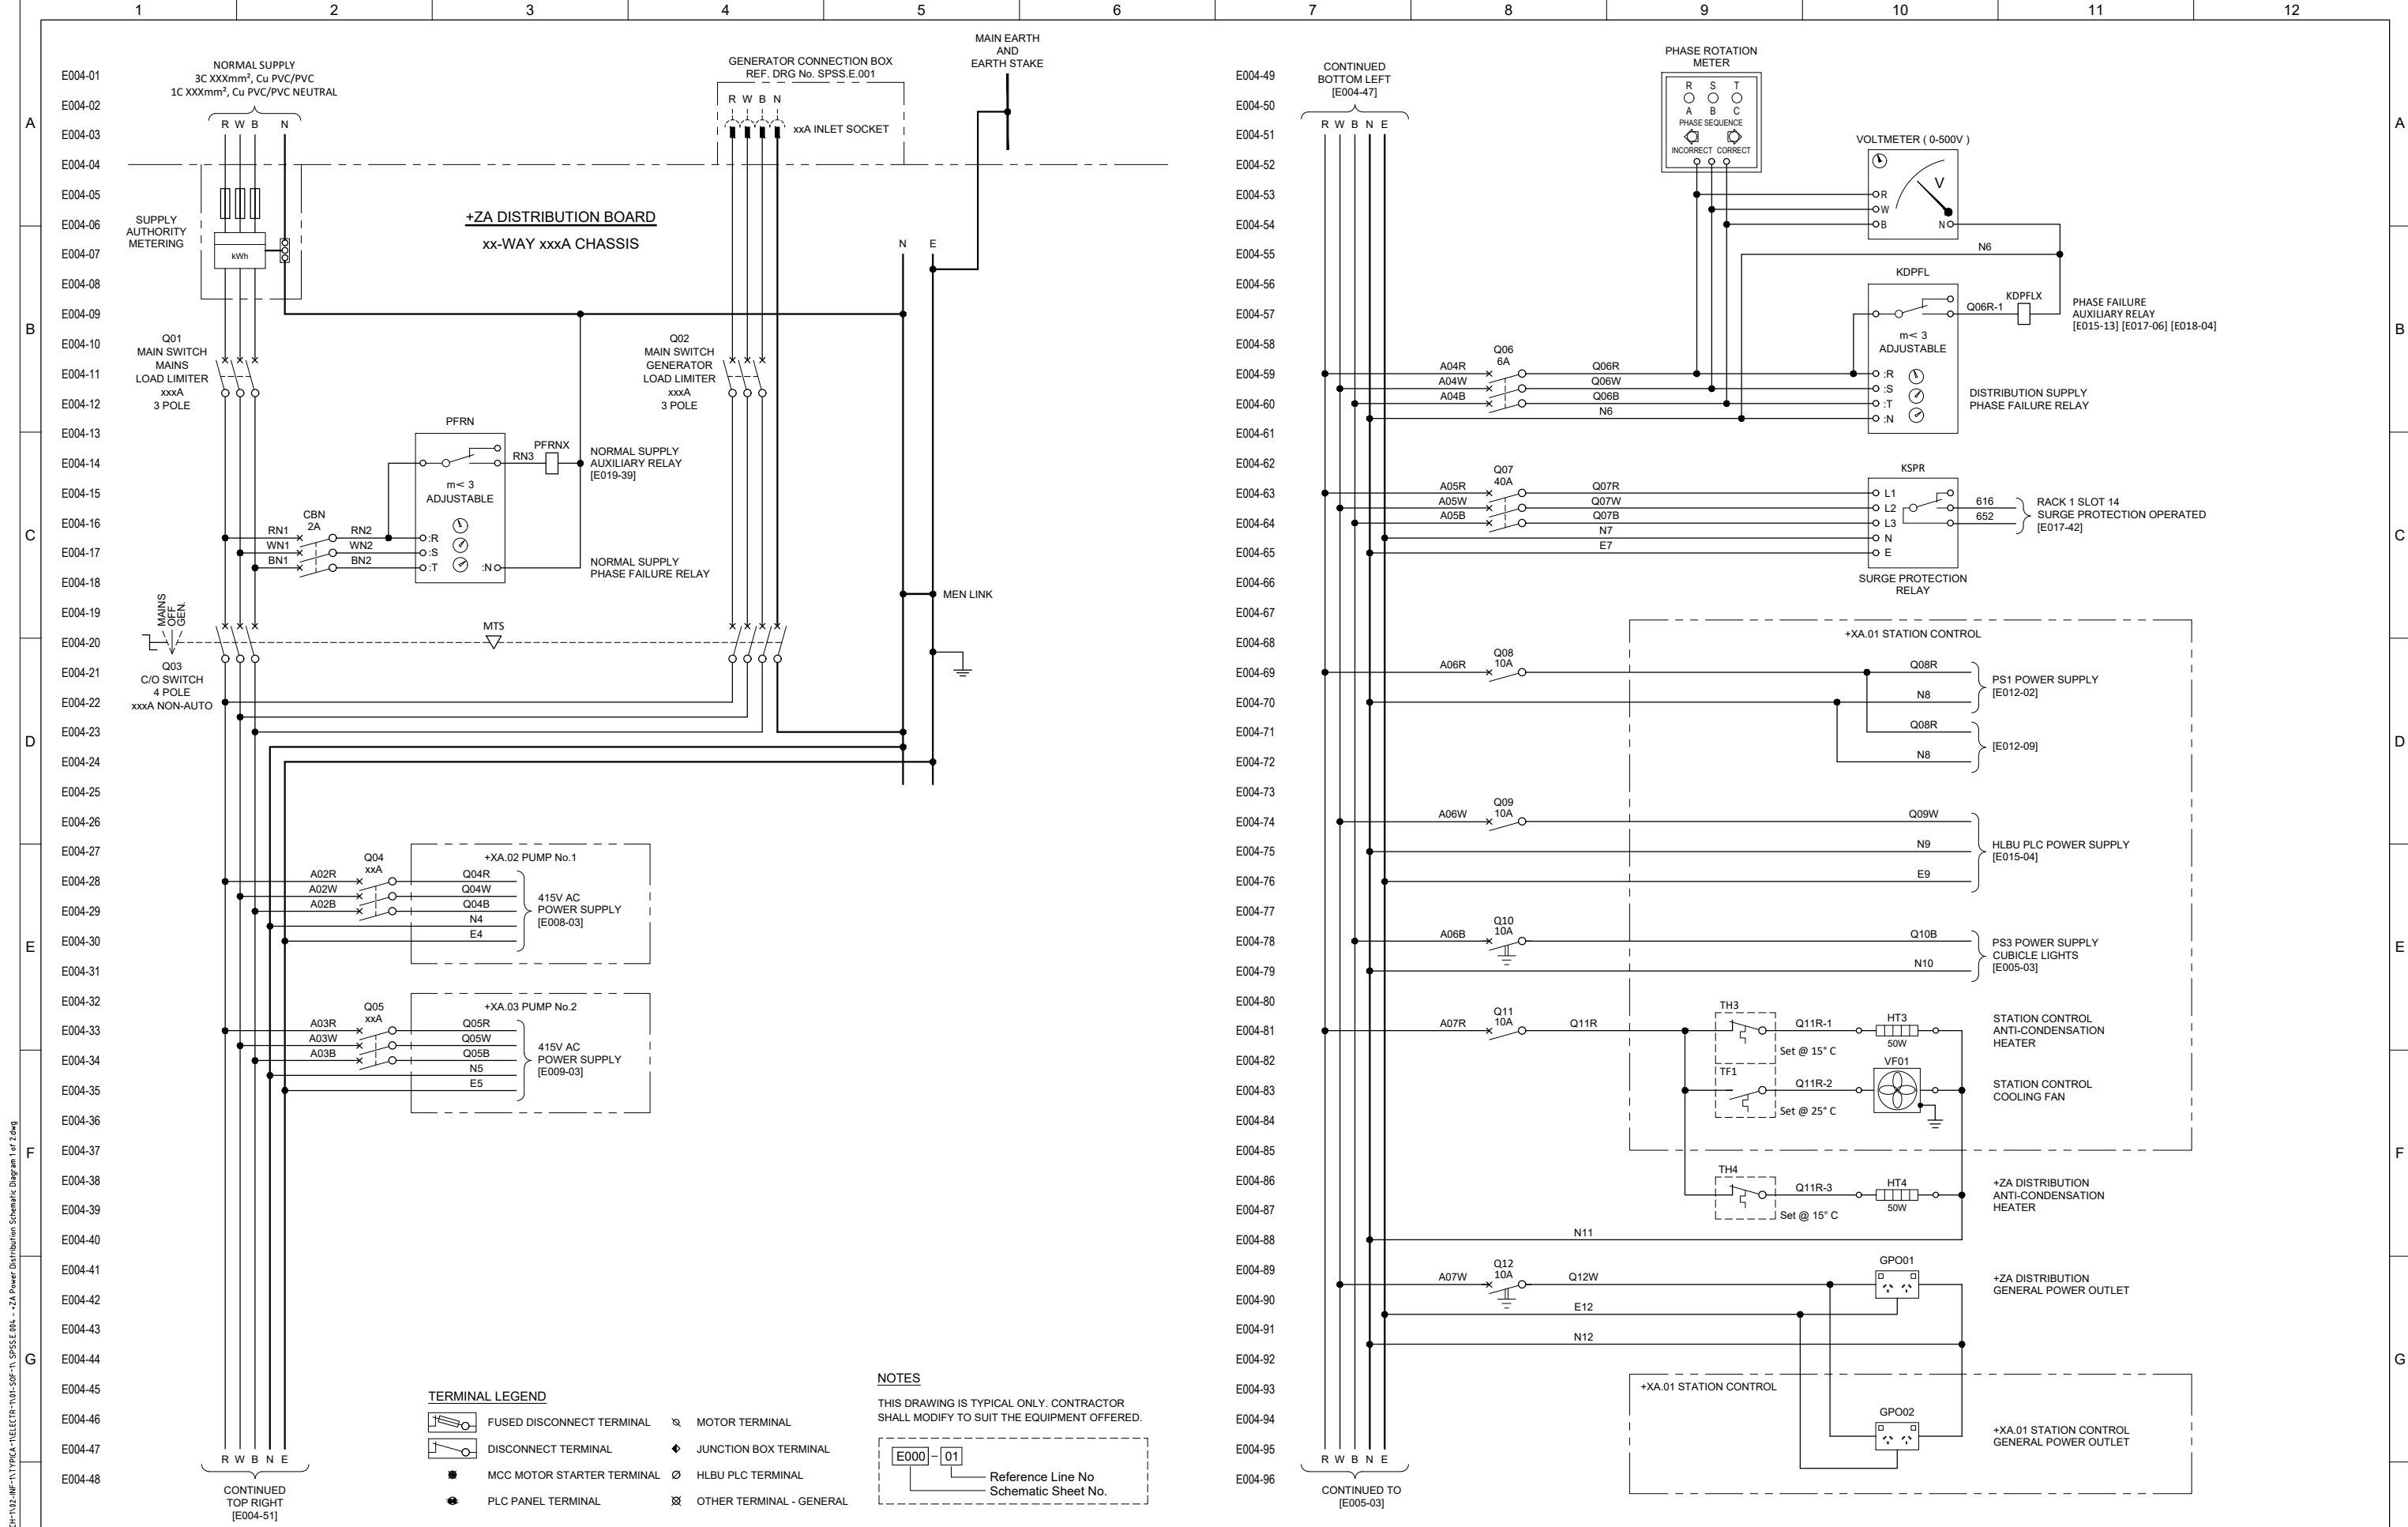 1 2 3 4 5 6 7 8 9 10 11 12
A
B
C
D
E
F
G
E004-01
E004-02
E004-03
E004-04
E004-05
E004-06
E004-07
E004-08
E004-09
E004-10
E004-11
E004-12
E004-13
E004-14
E004-15
E004-16
E004-17
E004-18
E004-19
E004-20
E004-21
E004-22
E004-23
E004-24
E004-25
E004-26
E004-27
E004-28
E004-29
E004-30
E004-31
E004-32
E004-33
E004-34
E004-35
E004-36
E004-37
E004-38
E004-39
E004-40
E004-41
E004-42
E004-43
E004-44
E004-45
E004-46
E004-47
E004-48
NORMAL SUPPLY
3C XXXmm², Cu PVC/PVC
1C XXXmm², Cu PVC/PVC NEUTRAL
R W B N
SUPPLY
AUTHORITY
METERING
kWh
+ZA DISTRIBUTION BOARD
xx-WAY xxxA CHASSIS
GENERATOR CONNECTION BOX
REF. DRG No. SPSS.E.001
R W B N
xxA INLET SOCKET
MAIN EARTH
AND
EARTH STAKE
N E
Q01
MAIN SWITCH
MAINS
LOAD LIMITER
xxxA
3 POLE
Q02
MAIN SWITCH
GENERATOR
LOAD LIMITER
xxxA
3 POLE
PFRN
RN3
PFRNX
NORMAL SUPPLY
AUXILIARY RELAY
[E019-39]
m< 3
ADJUSTABLE
CBN
2A
RN1 RN2 :R
WN1 WN2 :S
BN1 BN2 :T :N
NORMAL SUPPLY
PHASE FAILURE RELAY
MEN LINK
MAINS
OFF
GEN.
MTS
Q03
C/O SWITCH
4 POLE
xxxA NON-AUTO
+XA.02 PUMP No.1
Q04
xxA
A02R Q04R
A02W Q04W
A02B Q04B
N4
E4
415V AC
POWER SUPPLY
[E008-03]
+XA.03 PUMP No.2
Q05
xxA
A03R Q05R
A03W Q05W
A03B Q05B
N5
E5
415V AC
POWER SUPPLY
[E009-03]
R W B N E
CONTINUED
TOP RIGHT
[E004-51]
TERMINAL LEGEND
FUSED DISCONNECT TERMINAL
DISCONNECT TERMINAL
MCC MOTOR STARTER TERMINAL
PLC PANEL TERMINAL
MOTOR TERMINAL
JUNCTION BOX TERMINAL
HLBU PLC TERMINAL
OTHER TERMINAL - GENERAL
NOTES
THIS DRAWING IS TYPICAL ONLY. CONTRACTOR
SHALL MODIFY TO SUIT THE EQUIPMENT OFFERED.
E000 - 01
Reference Line No
Schematic Sheet No.
E004-49
E004-50
E004-51
E004-52
E004-53
E004-54
E004-55
E004-56
E004-57
E004-58
E004-59
E004-60
E004-61
E004-62
E004-63
E004-64
E004-65
E004-66
E004-67
E004-68
E004-69
E004-70
E004-71
E004-72
E004-73
E004-74
E004-75
E004-76
E004-77
E004-78
E004-79
E004-80
E004-81
E004-82
E004-83
E004-84
E004-85
E004-86
E004-87
E004-88
E004-89
E004-90
E004-91
E004-92
E004-93
E004-94
E004-95
E004-96
CONTINUED
BOTTOM LEFT
[E004-47]
R W B N E
PHASE ROTATION
METER
R S T
A B C
PHASE SEQUENCE
INCORRECT CORRECT
VOLTMETER ( 0-500V )
V
R
W
B N
N6
KDPFL
Q06R-1
KDPFLX
PHASE FAILURE
AUXILIARY RELAY
[E015-13] [E017-06] [E018-04]
m< 3
ADJUSTABLE
Q06
6A
A04R Q06R :R
A04W Q06W :S
A04B Q06B :T
N6 :N
DISTRIBUTION SUPPLY
PHASE FAILURE RELAY
Q07
40A
KSPR
A05R Q07R L1
A05W Q07W L2
A05B Q07B L3
N7 N
E7 E
616
652
RACK 1 SLOT 14
SURGE PROTECTION OPERATED
[E017-42]
SURGE PROTECTION
RELAY
+XA.01 STATION CONTROL
Q08
10A
A06R Q08R
N8
PS1 POWER SUPPLY
[E012-02]
Q08R
N8
[E012-09]
Q09
10A
A06W Q09W
N9
E9
HLBU PLC POWER SUPPLY
[E015-04]
Q10
10A
A06B Q10B
N10
PS3 POWER SUPPLY
CUBICLE LIGHTS
[E005-03]
Q11
10A
A07R Q11R
TH3
Q11R-1
HT3
50W
Set @ 15° C
STATION CONTROL
ANTI-CONDENSATION
HEATER
TF1
Q11R-2
VF01
Set @ 25° C
STATION CONTROL
COOLING FAN
TH4
Q11R-3
HT4
50W
Set @ 15° C
+ZA DISTRIBUTION
ANTI-CONDENSATION
HEATER
N11
Q12
10A
A07W Q12W
GPO01
+ZA DISTRIBUTION
GENERAL POWER OUTLET
E12
N12
+XA.01 STATION CONTROL
GPO02
+XA.01 STATION CONTROL
GENERAL POWER OUTLET
R W B N E
CONTINUED TO
[E005-03]
A
B
C
D
E
F
G